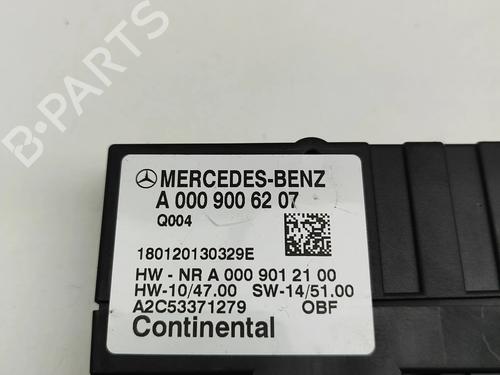 B-PARTS
MERCEDES-BENZ
A 000 900 62 07
Q004
180120130329E
HW - NR A 000 901 21 00
HW-10/47.00 SW-14/51.00
A2C53371279 OBF
Continental